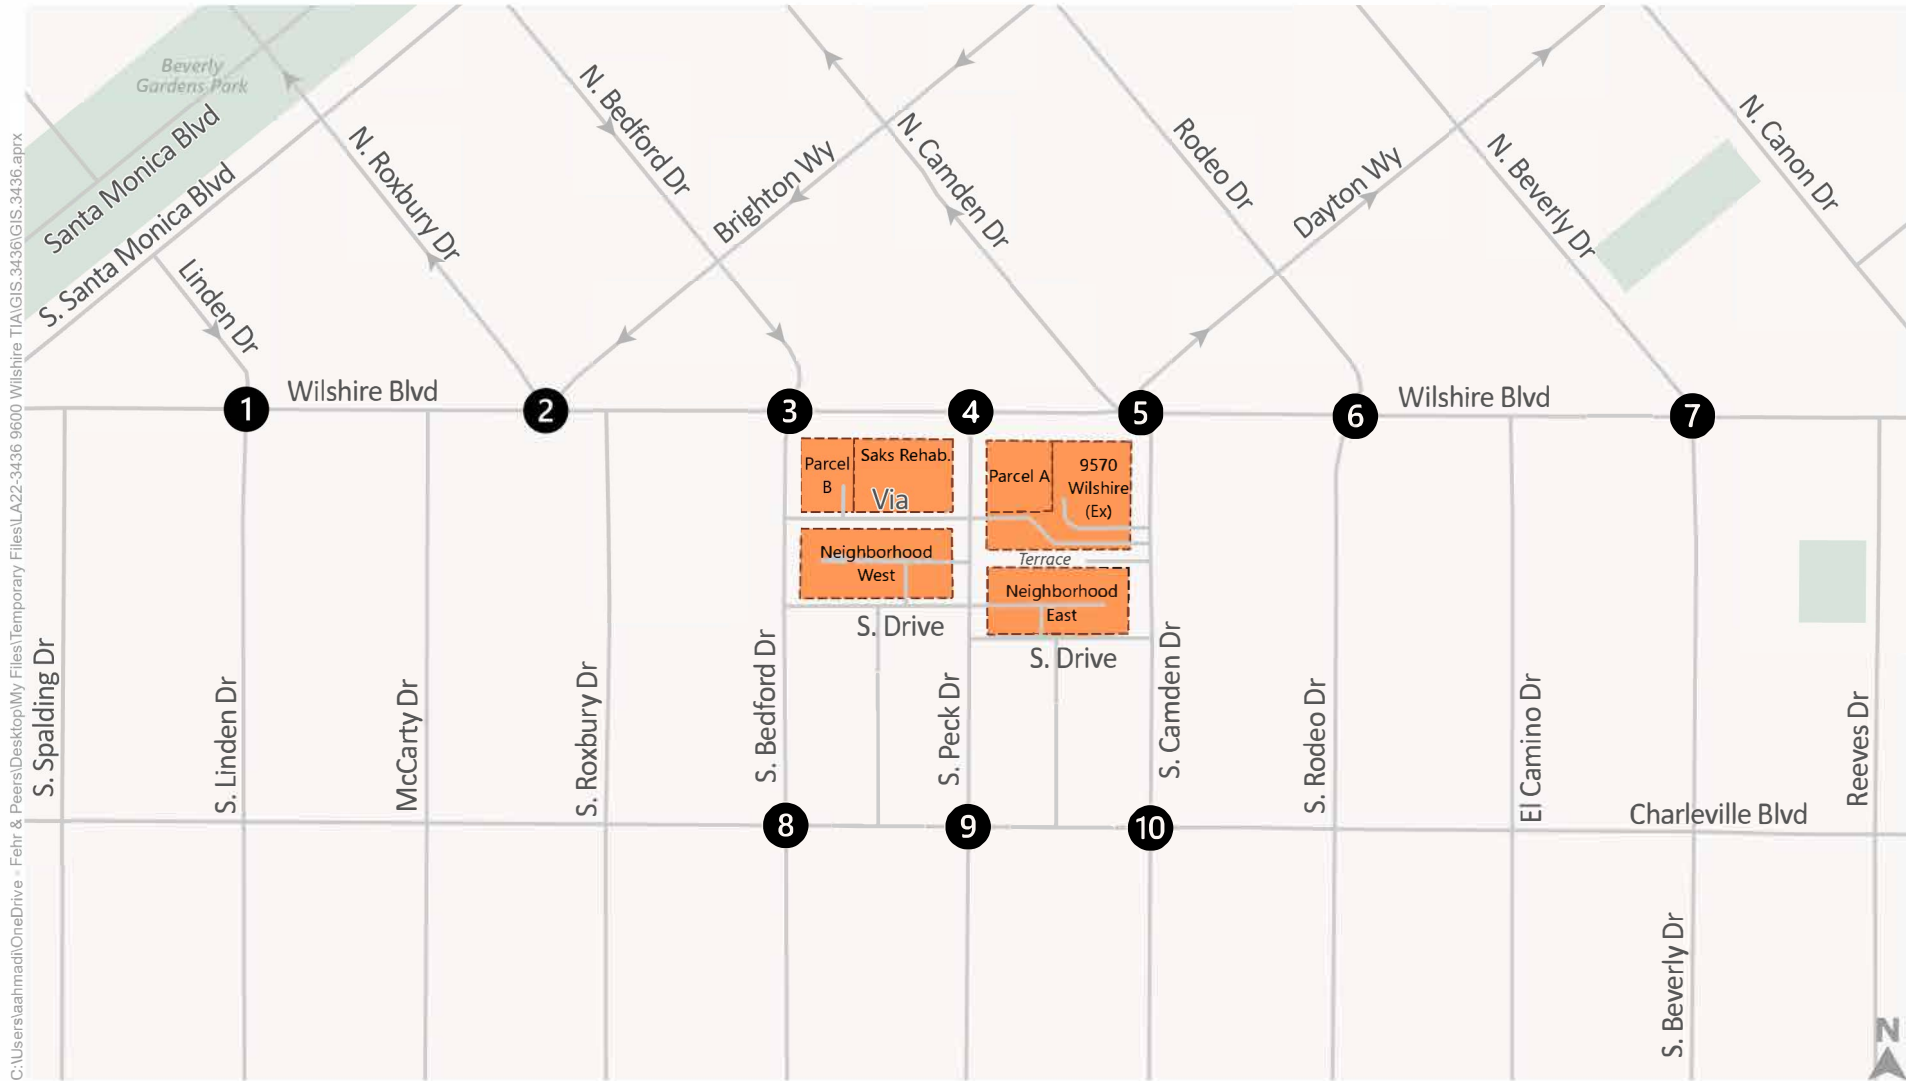 C:\Users\aahmadi\OneDrive - Fehr & Peers\Desktop\My Files\Temporary Files\LA22-3436 9600 Wilshire TIA\GIS.3436\GIS.3436.aprx
Beverly
Gardens Park
Santa Monica Blvd
S. Santa Monica Blvd
Linden Dr
N. Roxbury Dr
N. Bedford Dr
Brighton Wy
N. Camden Dr
Rodeo Dr
Dayton Wy
N. Beverly Dr
N. Canon Dr
Wilshire Blvd
Wilshire Blvd
1
2
3
4
5
6
7
Parcel
B
Saks Rehab.
Via
Parcel A
9570
Wilshire
(Ex)
Neighborhood
West
Terrace
Neighborhood
East
S. Drive
S. Drive
S. Spalding Dr
S. Linden Dr
McCarty Dr
S. Roxbury Dr
S. Bedford Dr
S. Peck Dr
S. Camden Dr
S. Rodeo Dr
El Camino Dr
Reeves Dr
Charleville Blvd
8
9
10
S. Beverly Dr
N